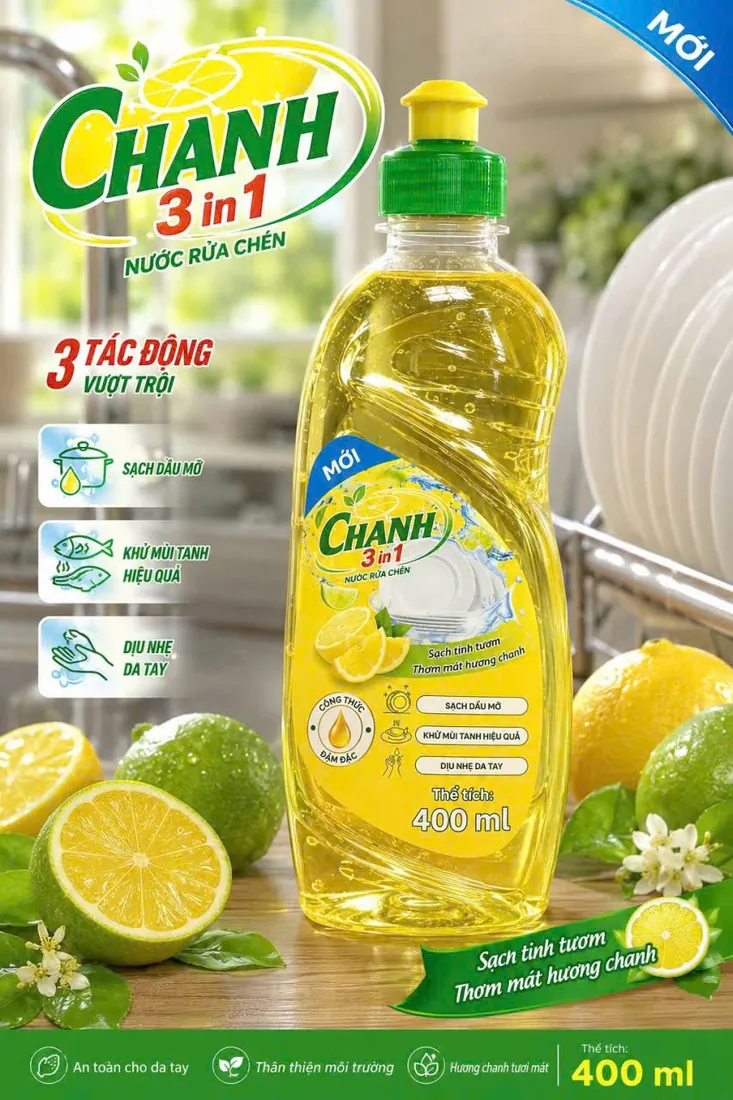 MỚI
CHANH
3 in 1
NƯỚC RỬA CHÉN
3 TÁC ĐỘNG
VƯỢT TRỘI
SẠCH DẦU MỠ
KHỬ MÙI TANH
HIỆU QUẢ
DỊU NHẸ
DA TAY
MỚI
CHANH
3 in 1
NƯỚC RỬA CHÉN
Sạch tinh tươm
Thơm mát hương chanh
CÔNG THỨC
ĐẬM ĐẶC
SẠCH DẦU MỠ
KHỬ MÙI TANH HIỆU QUẢ
DỊU NHẸ DA TAY
Thể tích:
400 ml
Sạch tinh tươm
Thơm mát hương chanh
An toàn cho da tay
Thân thiện môi trường
Hương chanh tươi mát
Thể tích:
400 ml